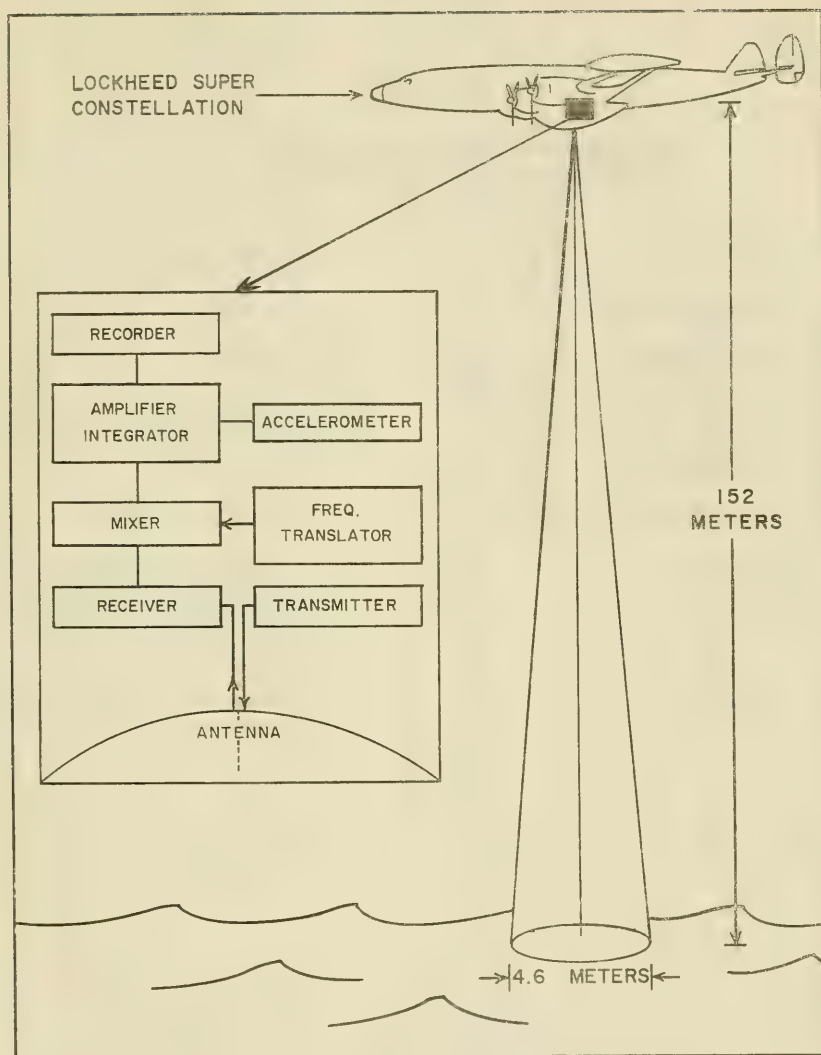 LOCKHEED SUPER
CONSTELLATION
RECORDER
AMPLIFIER
INTEGRATOR
ACCELEROMETER
MIXER
FREQ.
TRANSLATOR
RECEIVER
TRANSMITTER
ANTENNA
152
METERS
4.6 METERS